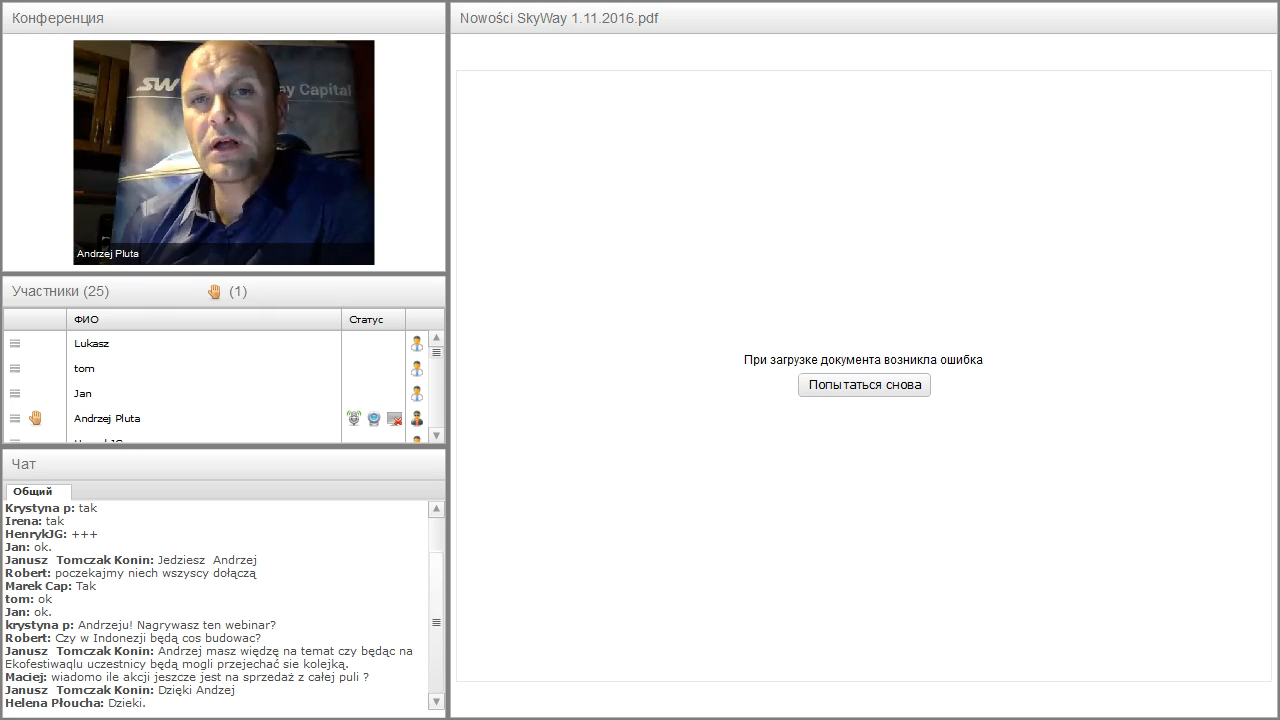 Конференция
SW
ey Capital
Andrzej Pluta
Участники (25)
(1)
ФИО
Статус
Lukasz
tom
Jan
Andrzej Pluta
Чат
Общий
Krystyna p: tak
Irena: tak
HenrykJG: +++
Jan: ok.
Janusz Tomczak Konin: Jedziesz Andrzej
Robert: poczekajmy niech wszyscy dołączą
Marek Cap: Tak
tom: ok
Jan: ok.
krystyna p: Andrzeju! Nagrywasz ten webinar?
Robert: Czy w Indonezji będą cos budowac?
Janusz Tomczak Konin: Andrzej masz więdzę na temat czy będąc na
Ekofestiwaqlu uczestnicy będą mogli przejechać sie kolejką.
Maciej: wiadomo ile akcji jeszcze jest na sprzedaż z całej puli ?
Janusz Tomczak Konin: Dzięki Andzej
Helena Płoucha: Dzieki.
Nowości SkyWay 1.11.2016.pdf
При загрузке документа возникла ошибка
Попытаться снова